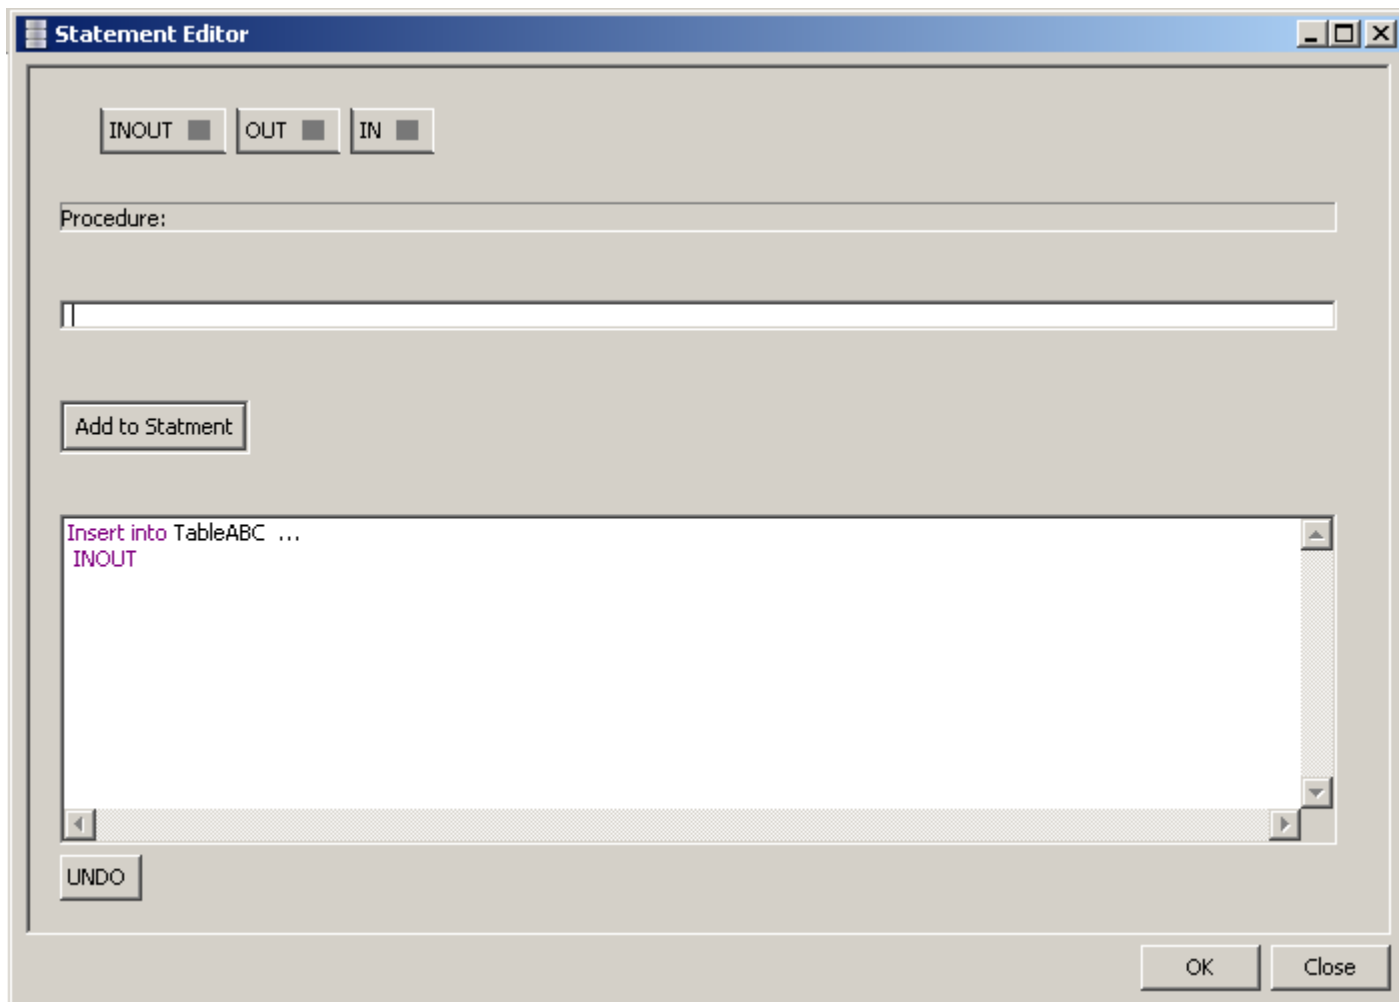 Statement Editor
INOUT OUT IN
Procedure:
Add to Statment
Insert into TableABC ...
INOUT
UNDO
OK Close